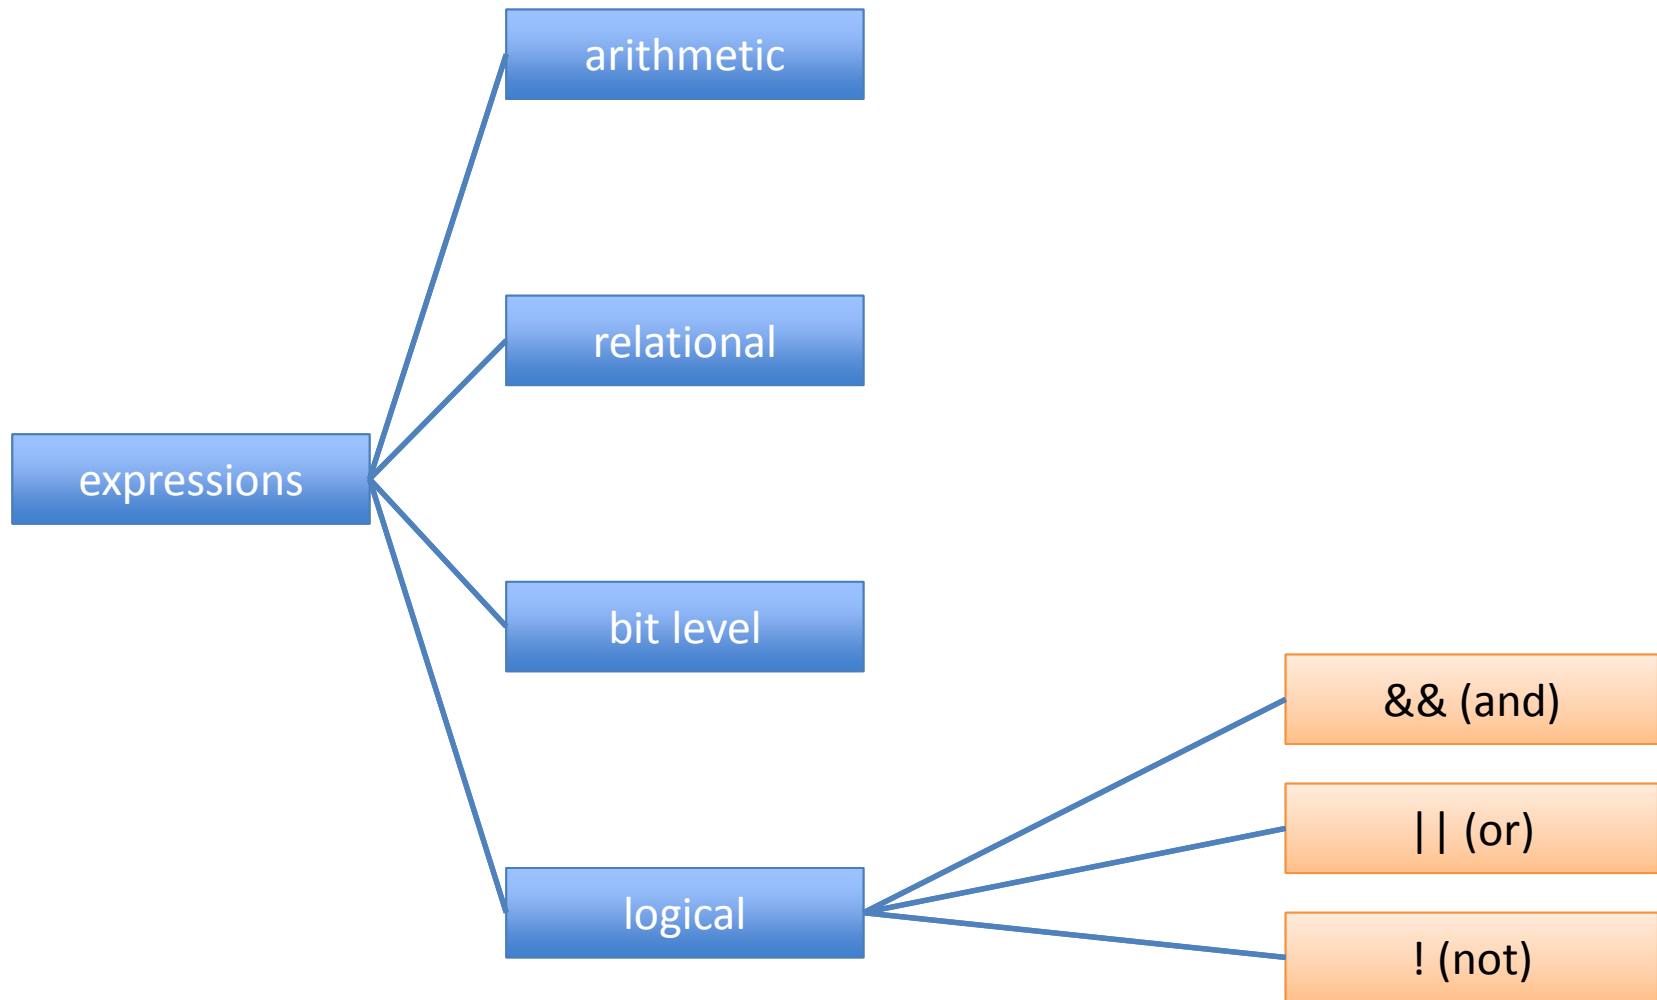 arithmetic
relational
expressions
bit level
&& (and)
|| (or)
logical
! (not)